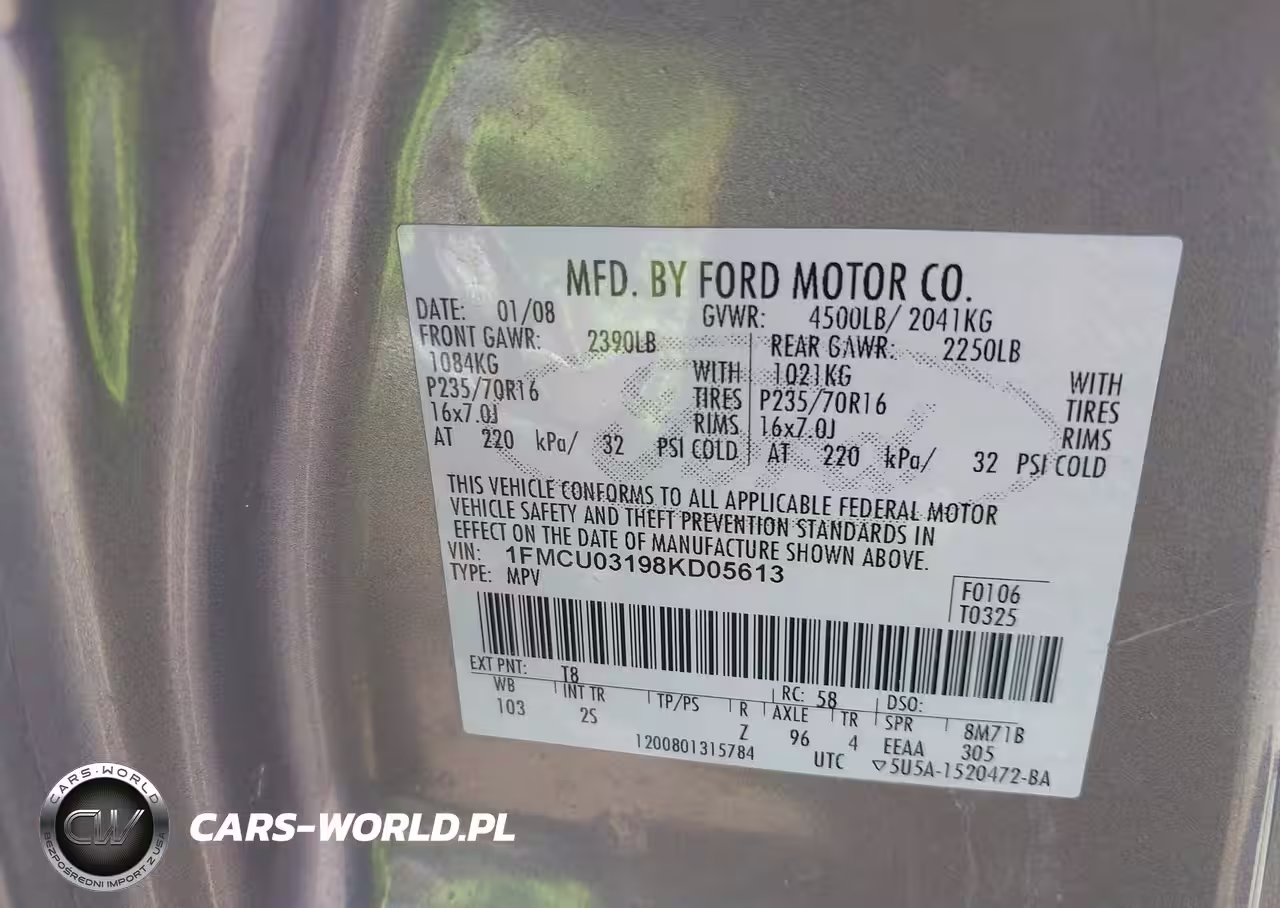 MFD. BY FORD MOTOR CO.
DATE: 01/08 GVWR: 4500LB/ 2041KG
FRONT GAWR: 2390LB REAR GAWR: 2250LB
1084KG WITH 1021KG WITH
P235/70R16 TIRES P235/70R16 TIRES
16x7.0J RIMS 16x7.0J RIMS
AT 220 kPa/ 32 PSI COLD AT 220 kPa/ 32 PSI COLD
THIS VEHICLE CONFORMS TO ALL APPLICABLE FEDERAL MOTOR
VEHICLE SAFETY AND THEFT PREVENTION STANDARDS IN
EFFECT ON THE DATE OF MANUFACTURE SHOWN ABOVE.
VIN: 1FMCU03198KD05613
TYPE: MPV
F0106
T0325
EXT PNT: T8 RC: 58 DSO:
WB INT TR TP/PS R AXLE TR SPR 8M71B
103 2S Z 96 4 EEAA 305
1200801315784 UTC ▽5U5A-1520472-BA
Ford
CARS-WORLD
CW
BEZPOŚREDNI IMPORT Z USA
CARS-WORLD.PL